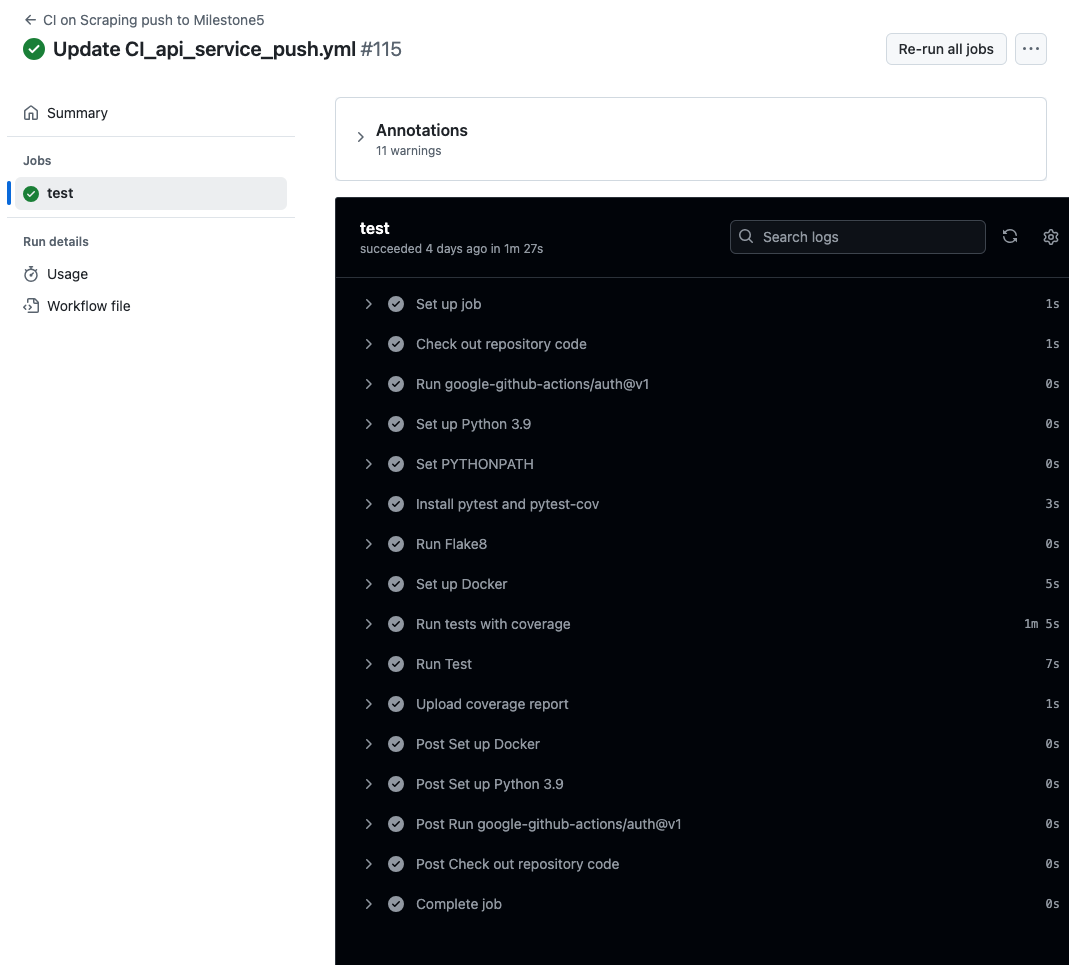 CI on Scraping push to Milestone5
Update CI_api_service_push.yml #115
Re-run all jobs
Summary
Jobs
test
Run details
Usage
Workflow file
Annotations
11 warnings
test
succeeded 4 days ago in 1m 27s
Search logs
Set up job 1s
Check out repository code 1s
Run google-github-actions/auth@v1 0s
Set up Python 3.9 0s
Set PYTHONPATH 0s
Install pytest and pytest-cov 3s
Run Flake8 0s
Set up Docker 5s
Run tests with coverage 1m 5s
Run Test 7s
Upload coverage report 1s
Post Set up Docker 0s
Post Set up Python 3.9 0s
Post Run google-github-actions/auth@v1 0s
Post Check out repository code 0s
Complete job 0s